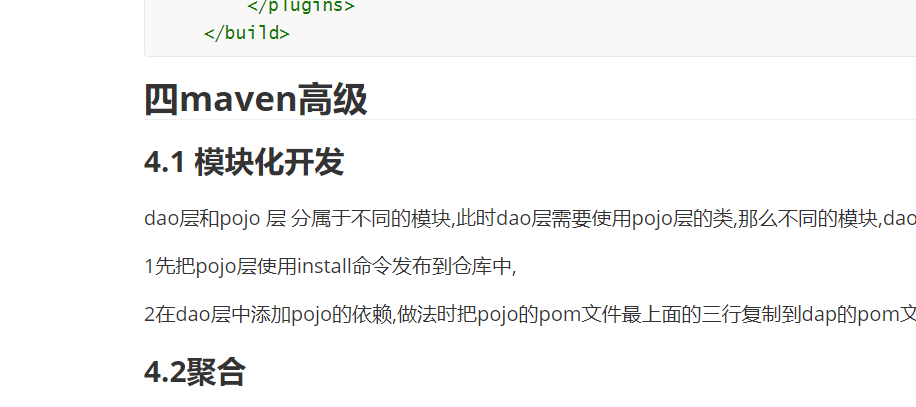 </plugins>
</build>
四maven高级
4.1 模块化开发
dao层和pojo 层 分属于不同的模块,此时dao层需要使用pojo层的类,那么不同的模块,dao
1先把pojo层使用install命令发布到仓库中,
2在dao层中添加pojo的依赖,做法时把pojo的pom文件最上面的三行复制到dap的pom文
4.2聚合